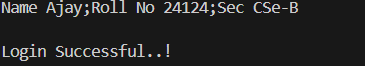 Name Ajay;Roll No 24124;Sec CSe-B
Login Successful..!